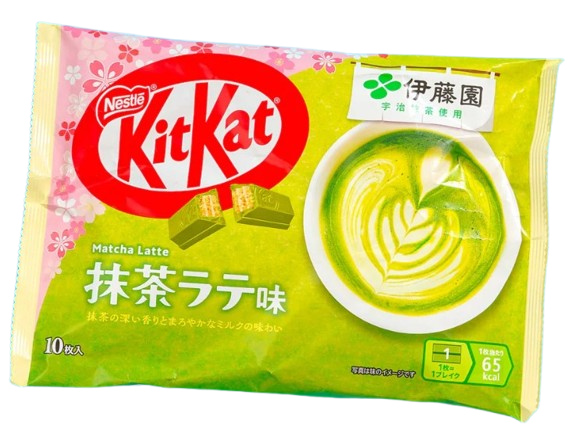 Nestlé
KitKat
伊藤園
宇治抹茶使用
Matcha Latte
抹茶ラテ味
抹茶の深い香りとまろやかなミルクの味わい
10枚入
写真は味のイメージです
1
1枚=
1ブレイク
1枚当たり
65
kcal